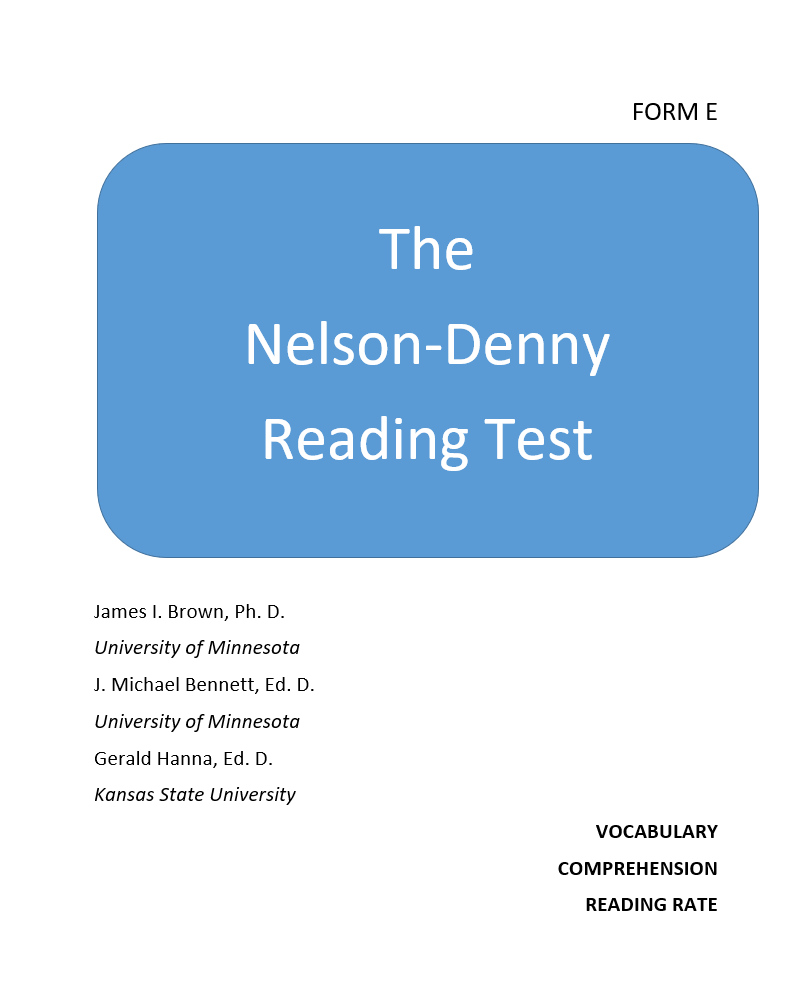 FORM E
The
Nelson-Denny
Reading Test
James I. Brown, Ph. D.
University of Minnesota
J. Michael Bennett, Ed. D.
University of Minnesota
Gerald Hanna, Ed. D.
Kansas State University
VOCABULARY
COMPREHENSION
READING RATE